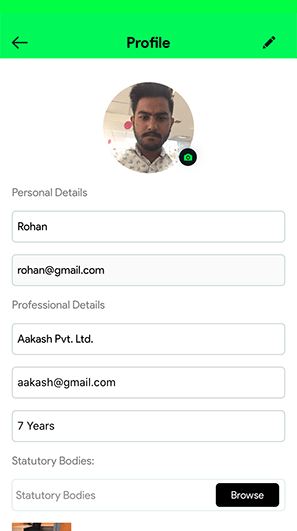 Profile
Personal Details
Rohan
rohan@gmail.com
Professional Details
Aakash Pvt. Ltd.
aakash@gmail.com
7 Years
Statutory Bodies:
Statutory Bodies Browse